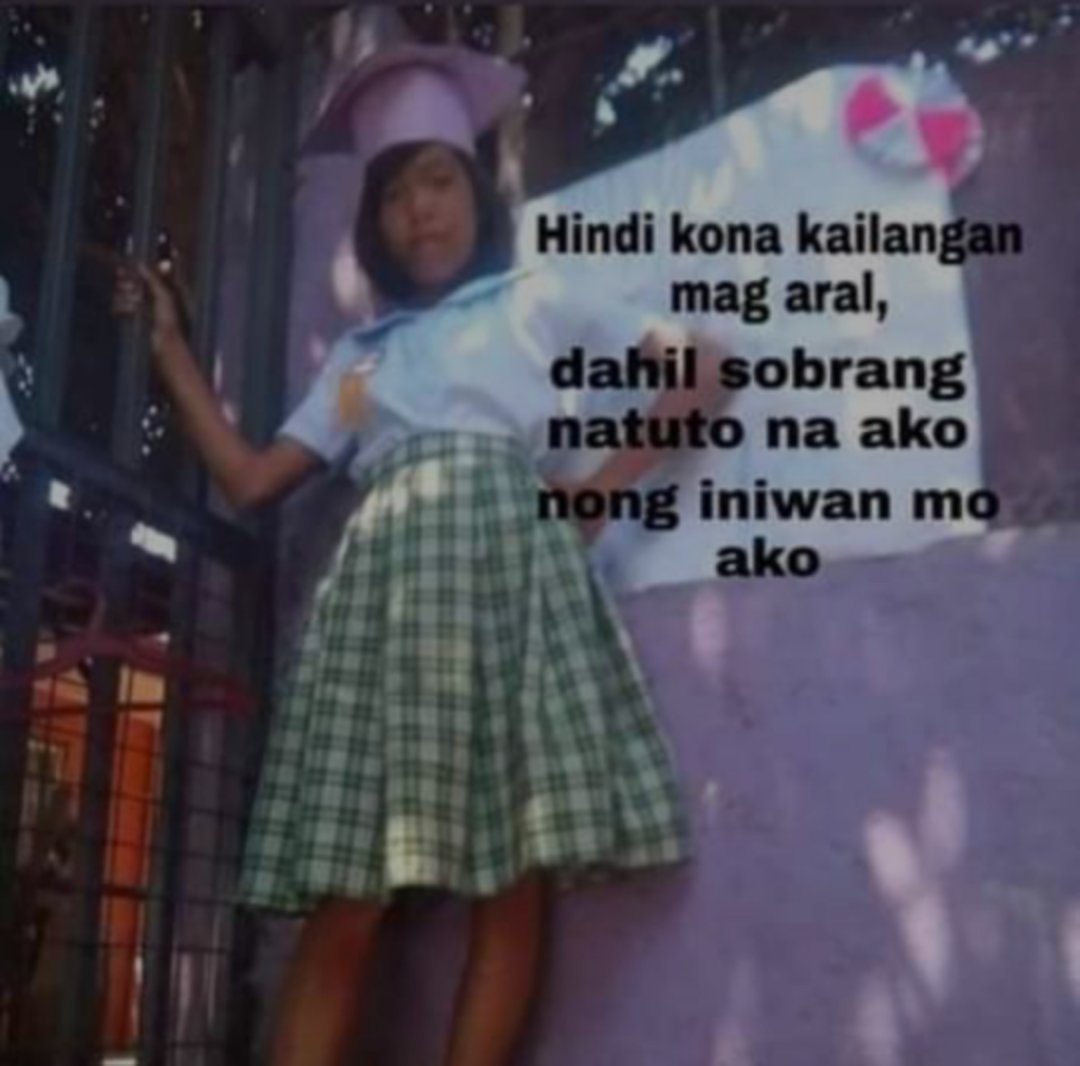 Hindi kona kailangan
mag aral,
dahil sobrang
natuto na ako
nong iniwan mo
ako